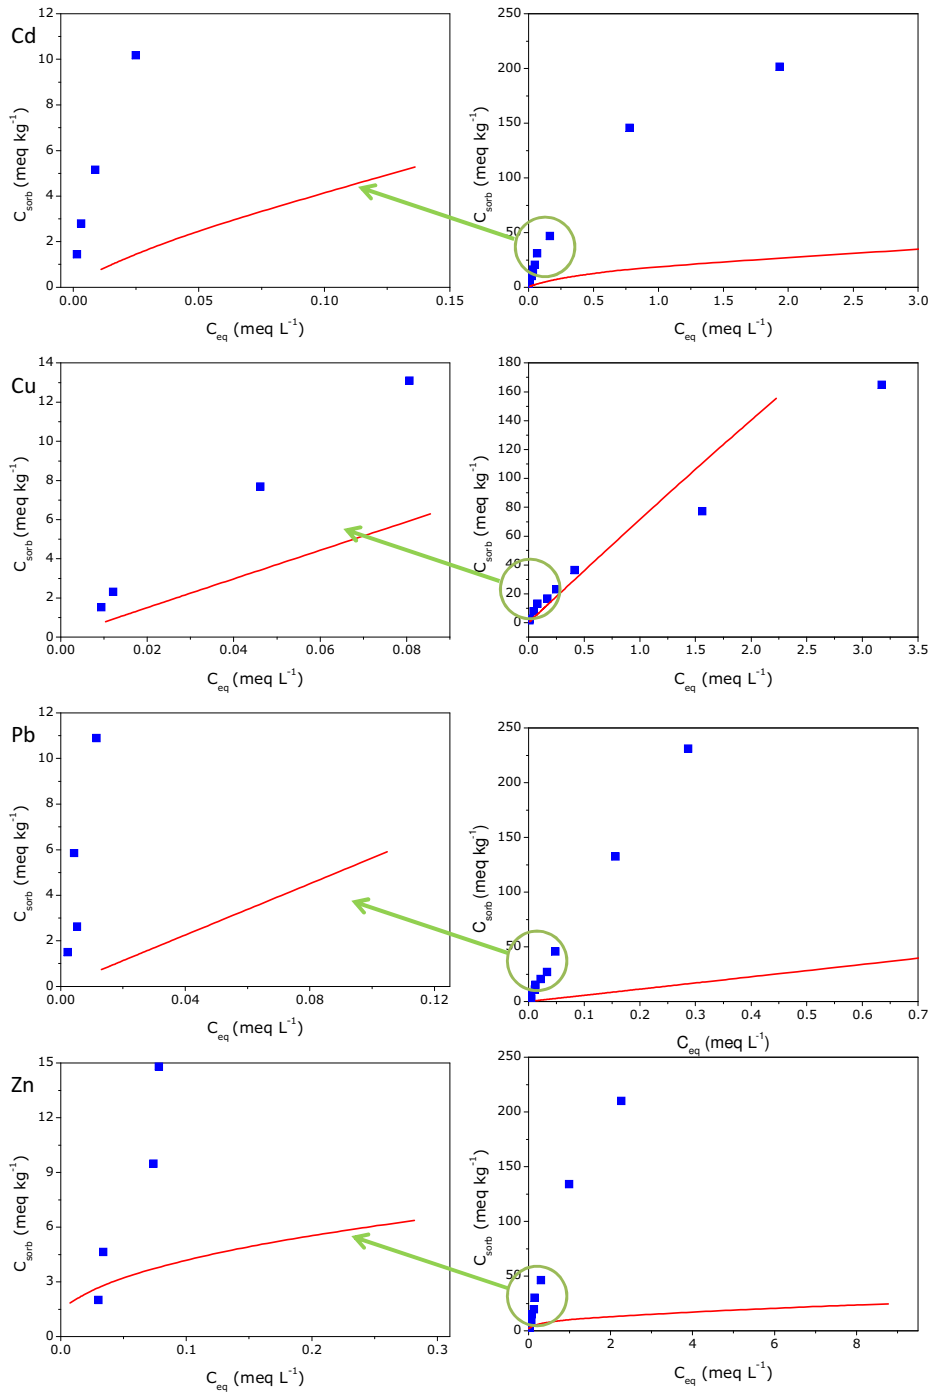 Cd
C_sorb (meq kg⁻¹)
12
10
8
6
4
2
0
0.00 0.05 0.10 0.15
C_eq (meq L⁻¹)
C_sorb (meq kg⁻¹)
250
200
150
100
50
0
0.0 0.5 1.0 1.5 2.0 2.5 3.0
C_eq (meq L⁻¹)
Cu
C_sorb (meq kg⁻¹)
14
12
10
8
6
4
2
0
0.00 0.02 0.04 0.06 0.08
C_eq (meq L⁻¹)
C_sorb (meq kg⁻¹)
180
160
140
120
100
80
60
40
20
0
0.0 0.5 1.0 1.5 2.0 2.5 3.0 3.5
C_eq (meq L⁻¹)
Pb
C_sorb (meq kg⁻¹)
12
10
8
6
4
2
0
0.00 0.04 0.08 0.12
C_eq (meq L⁻¹)
C_sorb (meq kg⁻¹)
250
200
150
100
50
0
0.0 0.1 0.2 0.3 0.4 0.5 0.6 0.7
C_eq (meq L⁻¹)
Zn
C_sorb (meq kg⁻¹)
15
12
9
6
3
0
0.0 0.1 0.2 0.3
C_eq (meq L⁻¹)
C_sorb (meq kg⁻¹)
250
200
150
100
50
0
0 2 4 6 8
C_eq (meq L⁻¹)